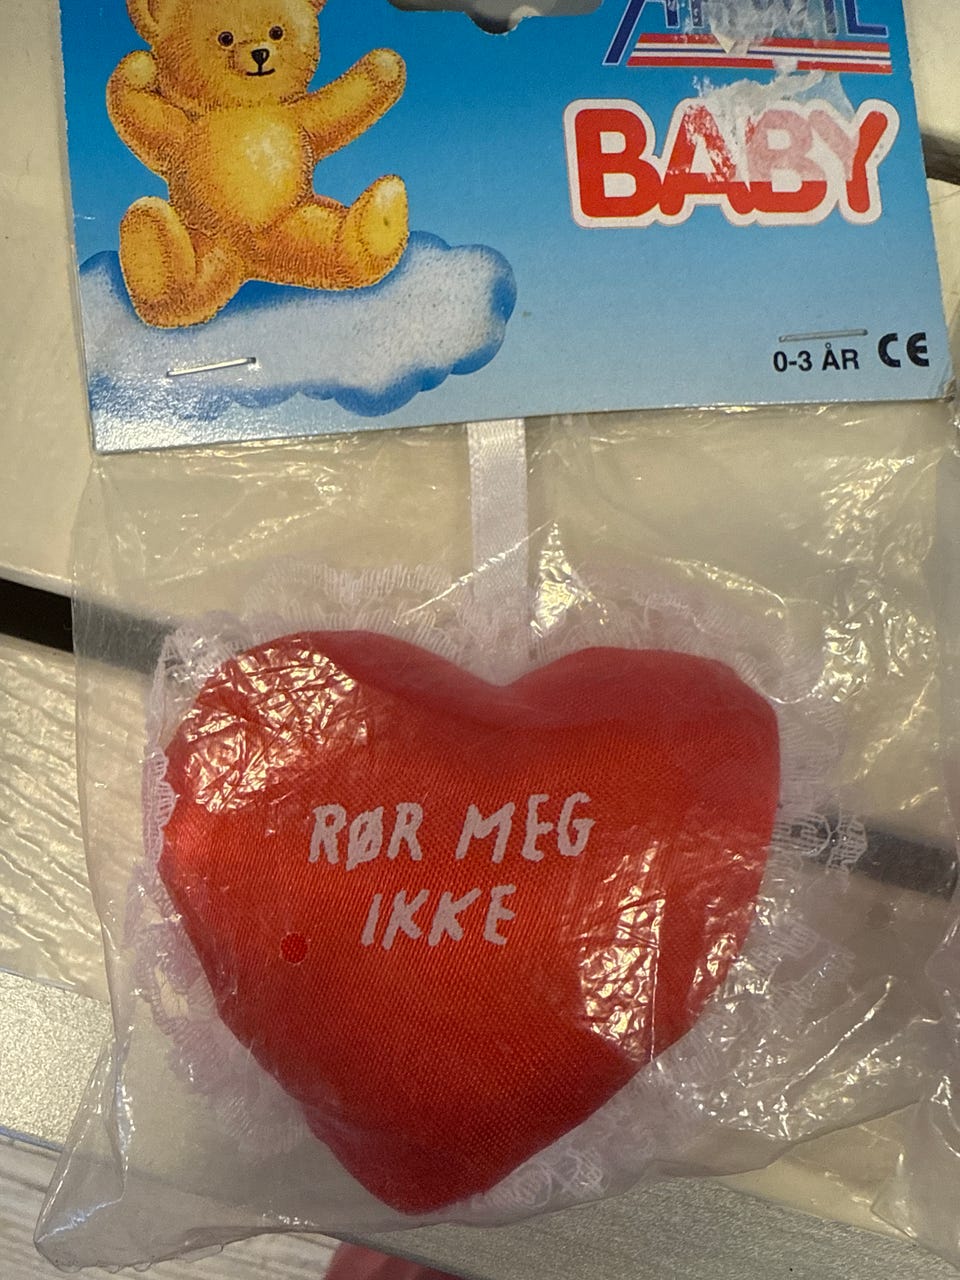 BABY
0-3 ÅR CE
RØR MEG
IKKE